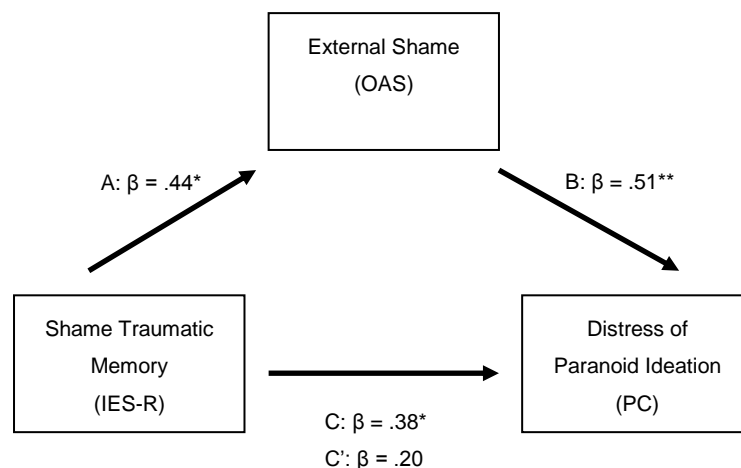 External Shame
(OAS)
A: β = .44*
B: β = .51**
Shame Traumatic
Memory
(IES-R)
Distress of
Paranoid Ideation
(PC)
C: β = .38*
C’: β = .20